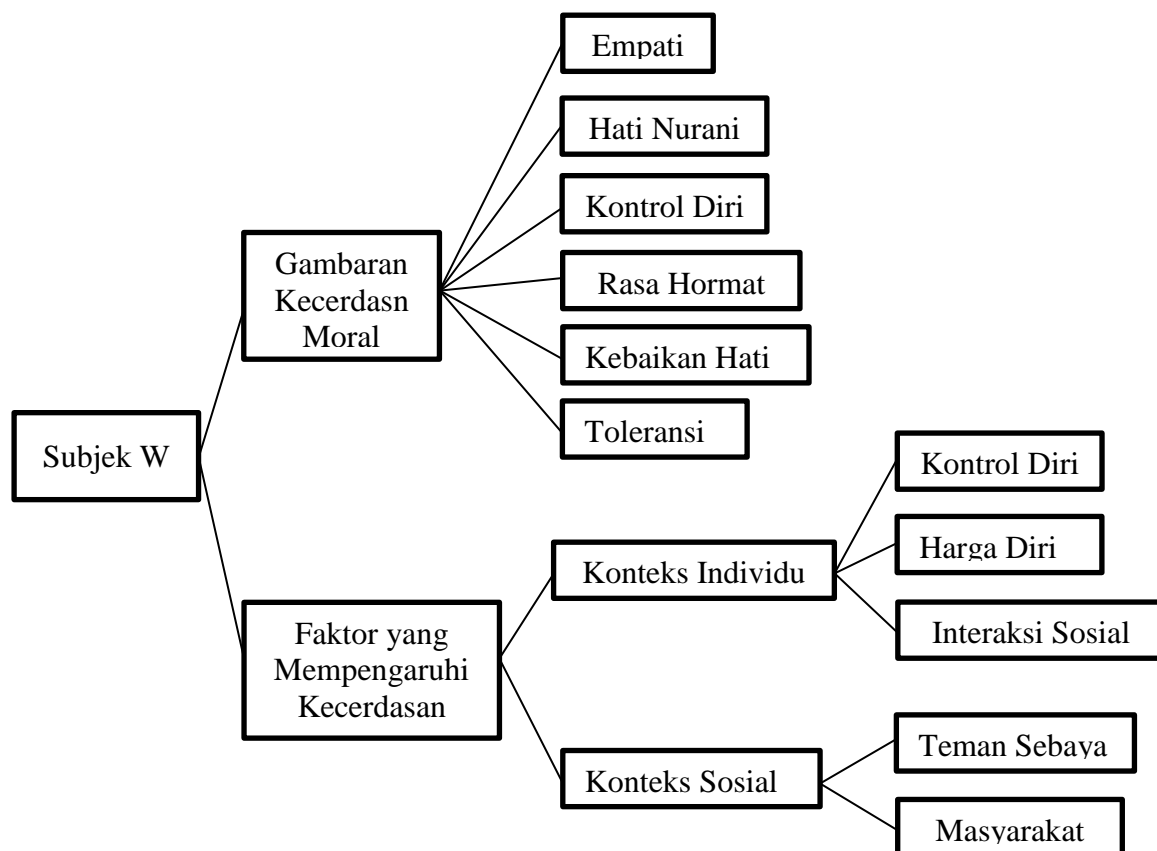 Empati
Hati Nurani
Kontrol Diri
Rasa Hormat
Kebaikan Hati
Toleransi
Gambaran
Kecerdasn
Moral
Subjek W
Faktor yang
Mempengaruhi
Kecerdasan
Konteks Individu
Kontrol Diri
Harga Diri
Interaksi Sosial
Konteks Sosial
Teman Sebaya
Masyarakat